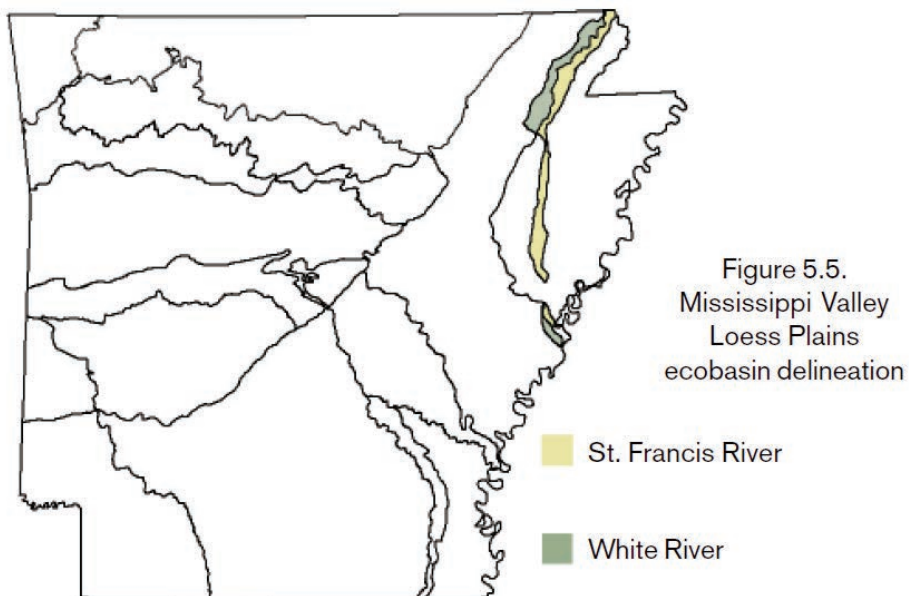 Figure 5.5.
Mississippi Valley
Loess Plains
ecobasin delineation
St. Francis River
White River